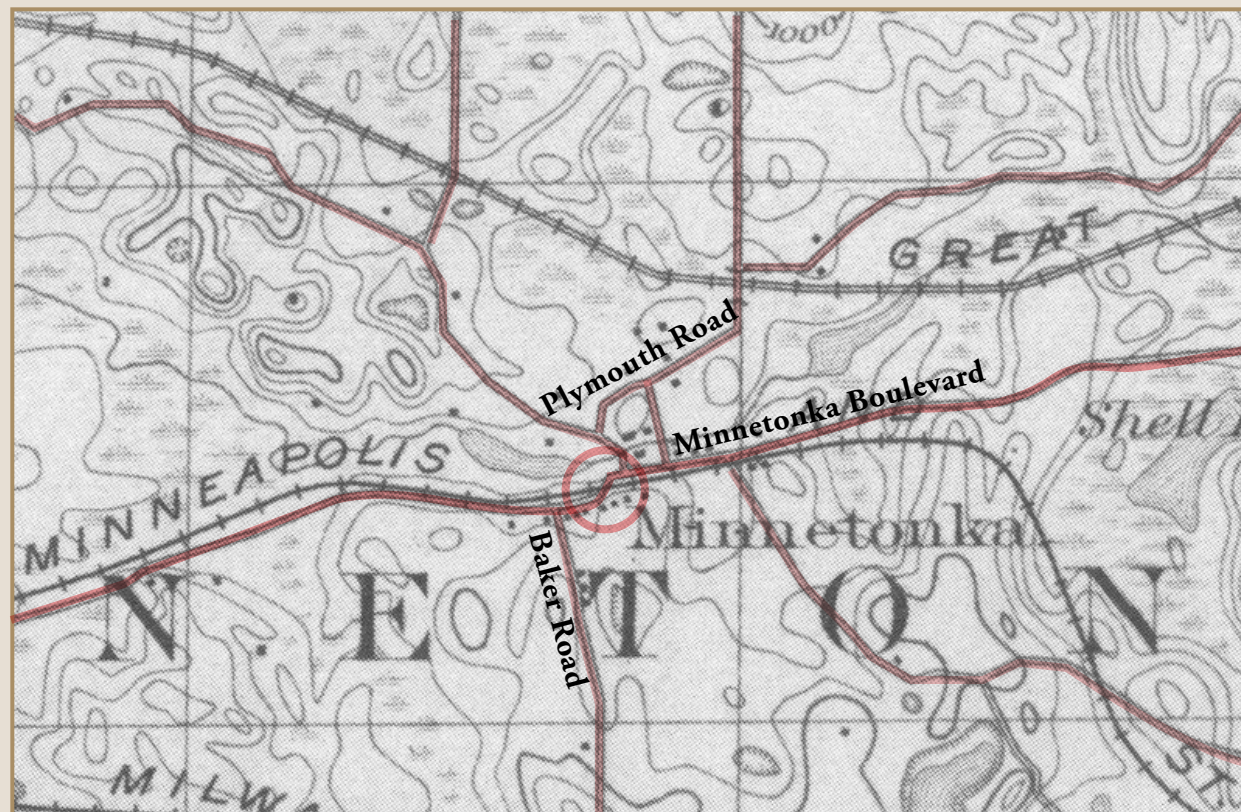 1000
GREAT
Plymouth Road
Minnetonka Boulevard
Shell
MINNEAPOLIS
Minnetonka
Baker Road
N E T O N
ST
MILWA